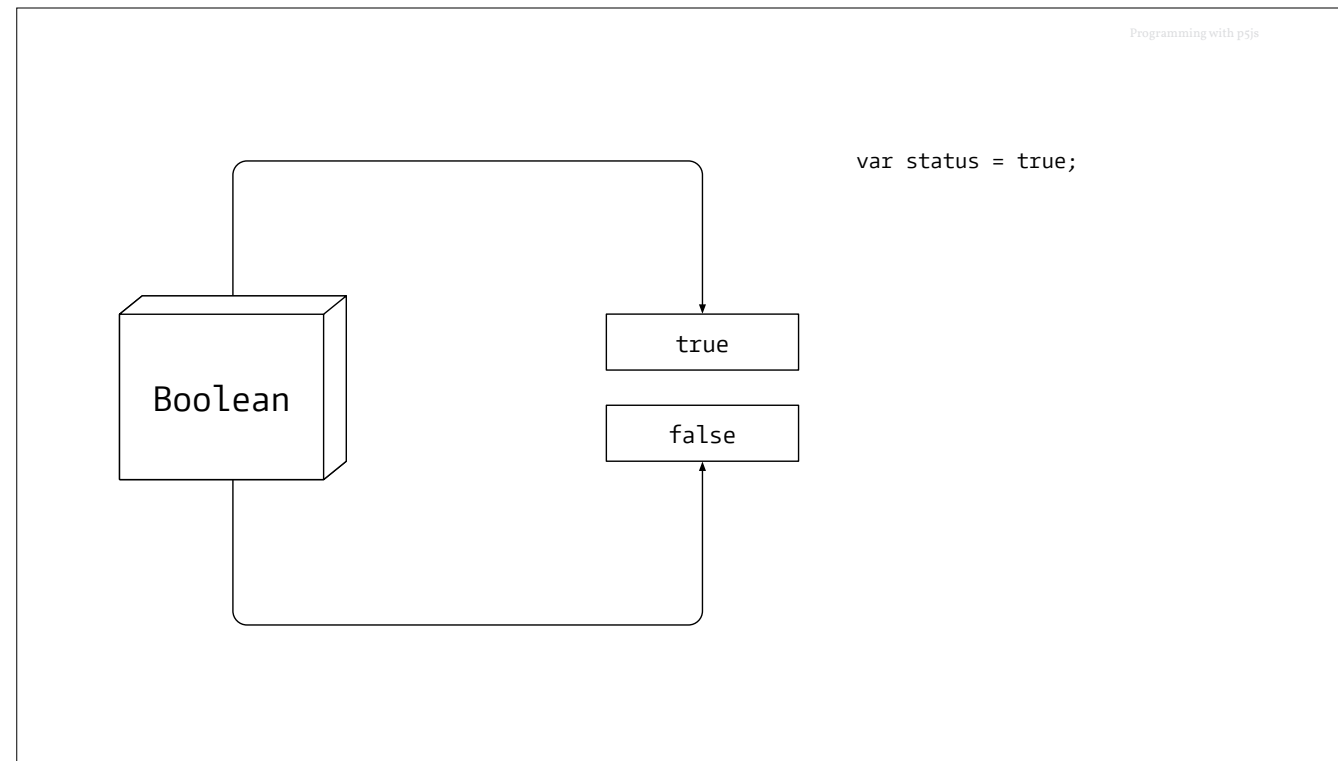 Programming with p5js
var status = true;
Boolean
true
false